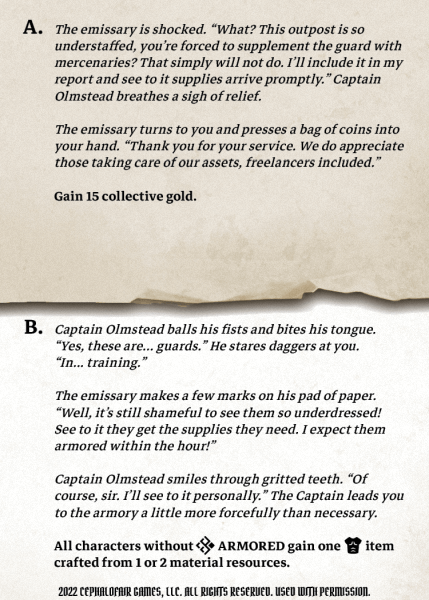 A. The emissary is shocked. “What? This outpost is so
understaffed, you’re forced to supplement the guard with
mercenaries? That simply will not do. I’ll include it in my
report and see to it supplies arrive promptly.” Captain
Olmstead breathes a sigh of relief.
The emissary turns to you and presses a bag of coins into
your hand. “Thank you for your service. We do appreciate
those taking care of our assets, freelancers included.”
Gain 15 collective gold.
B. Captain Olmstead balls his fists and bites his tongue.
“Yes, these are... guards.” He stares daggers at you.
“In... training.”
The emissary makes a few marks on his pad of paper.
“Well, it’s still shameful to see them so underdressed!
See to it they get the supplies they need. I expect them
armored within the hour!”
Captain Olmstead smiles through gritted teeth. “Of
course, sir. I’ll see to it personally.” The Captain leads you
to the armory a little more forcefully than necessary.
All characters without ARMORED gain one item
crafted from 1 or 2 material resources.
2022 CEPHALOFAIR GAMES, LLC. ALL RIGHTS RESERVED. USED WITH PERMISSION.